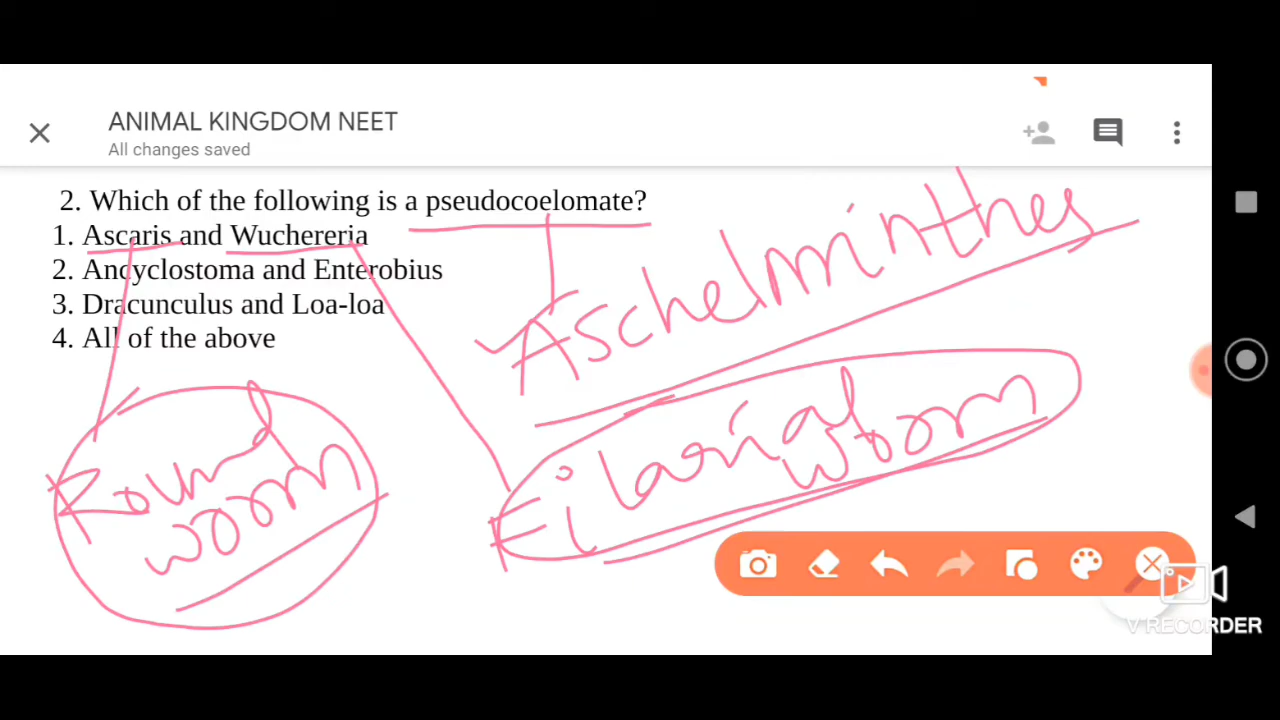 ANIMAL KINGDOM NEET
All changes saved
2. Which of the following is a pseudocoelomate?
1. Ascaris and Wuchereria
2. Ancyclostoma and Enterobius
3. Dracunculus and Loa-loa
4. All of the above
Aschelminthes
Round
worm
Filarial
worm
V RECORDER